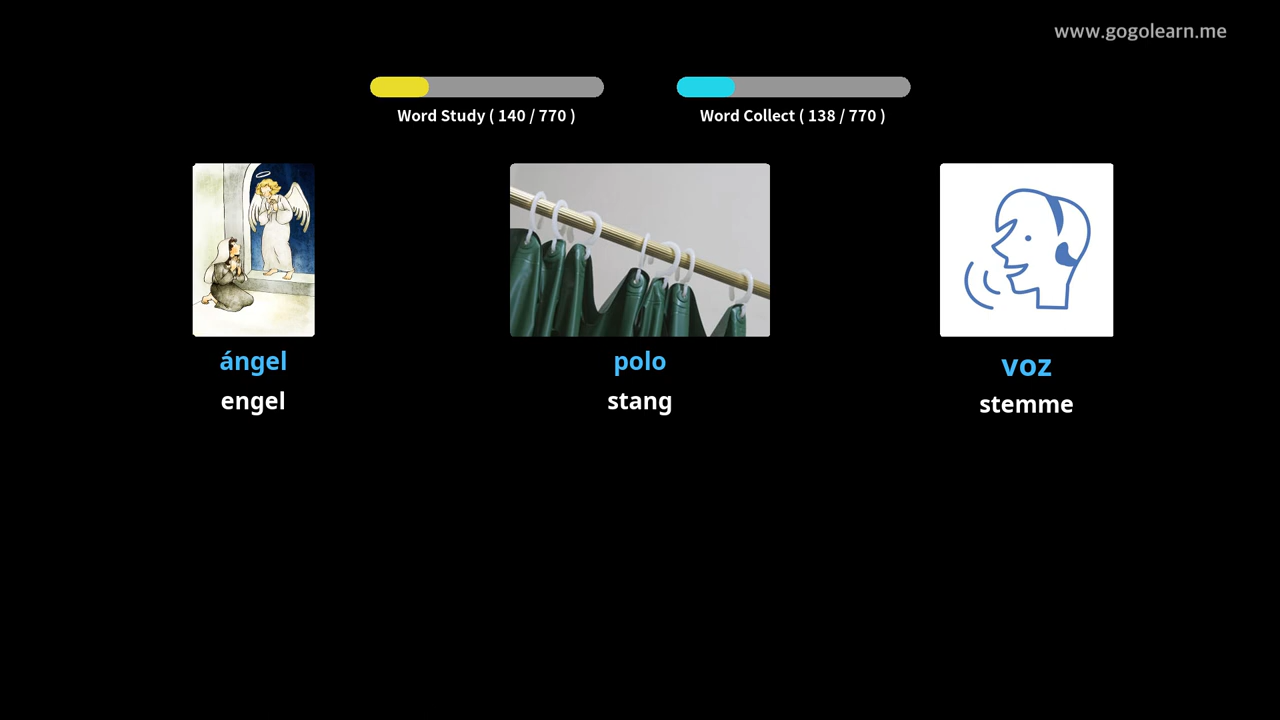 www.gogolearn.me
Word Study ( 140 / 770 )
Word Collect ( 138 / 770 )
ángel
engel
polo
stang
voz
stemme